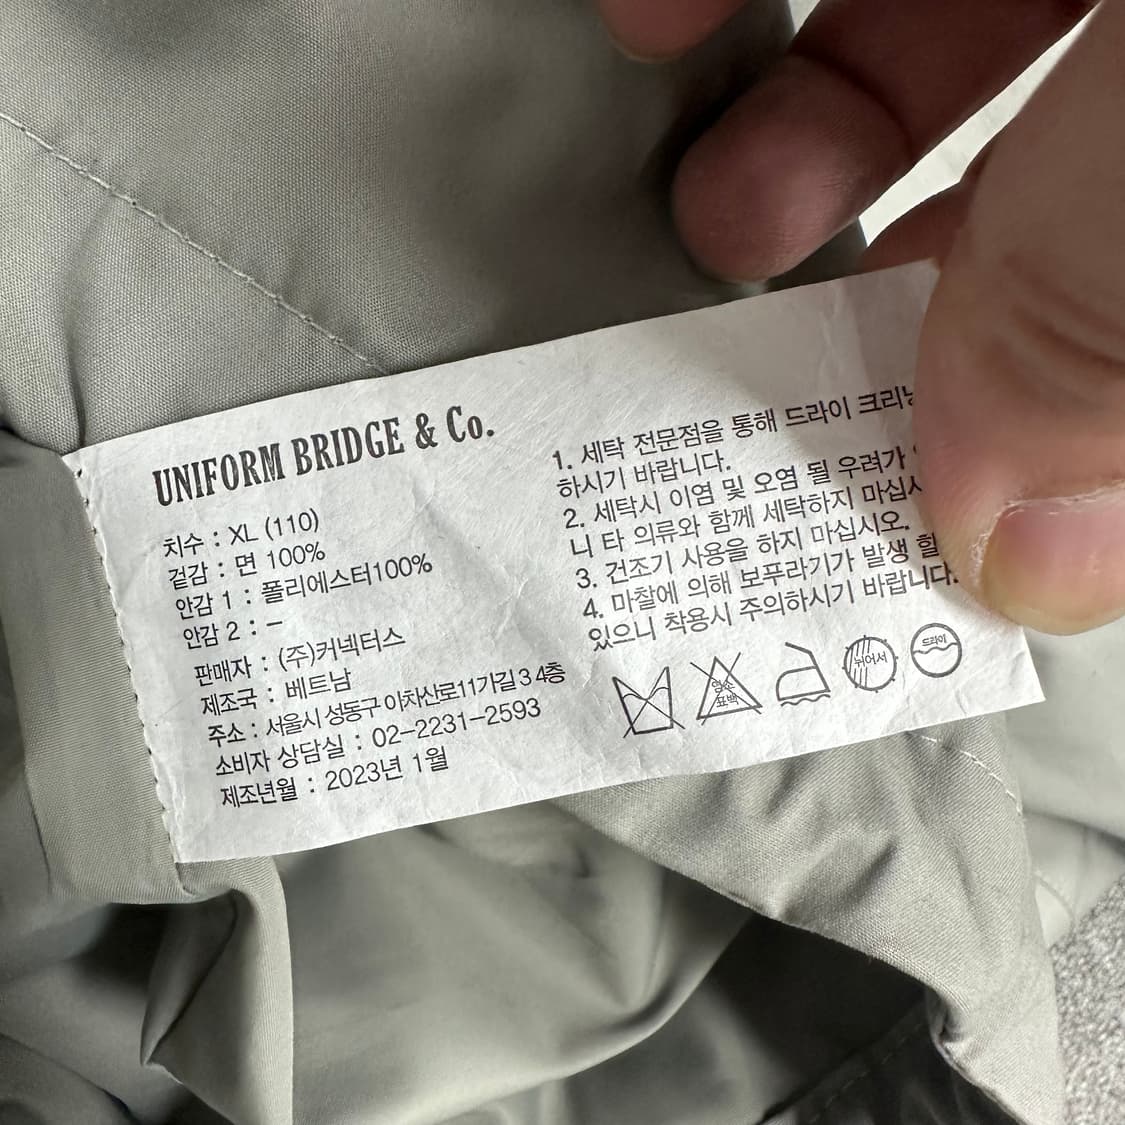 UNIFORM BRIDGE & Co.
치수 : XL (110)
겉감 : 면 100%
안감 1 : 폴리에스터100%
안감 2 : –
판매자 : (주)커넥터스
제조국 : 베트남
주소 : 서울시 성동구 아차산로11가길 3 4층
소비자 상담실 : 02-2231-2593
제조년월 : 2023년 1월
1. 세탁 전문점을 통해 드라이
하시기 바랍니다.
2. 세탁시 이염 및 오염 될 우려가
니 타 의류와 함께 세탁하지
3. 건조기 사용을 하지 마십시오.
4. 마찰에 의해 보푸라기가 발생 할
있으니 착용시 주의하시기 바랍니다.
염소
표백
뉘어서
드라이